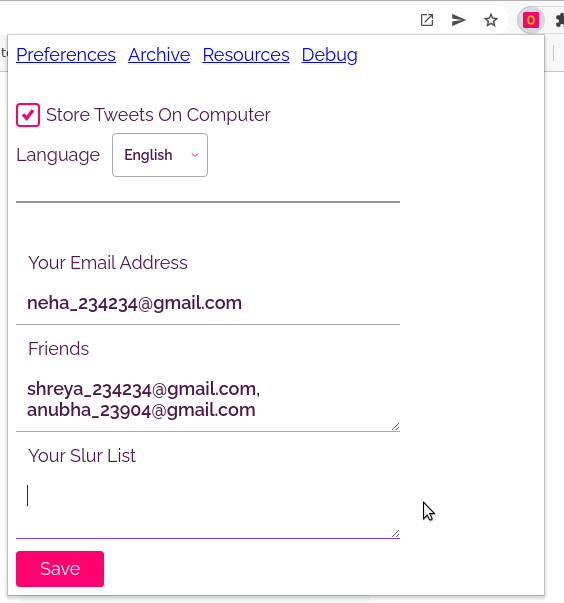 0
Preferences Archive Resources Debug
Store Tweets On Computer
Language English
Your Email Address
neha_234234@gmail.com
Friends
shreya_234234@gmail.com,
anubha_23904@gmail.com
Your Slur List
Save